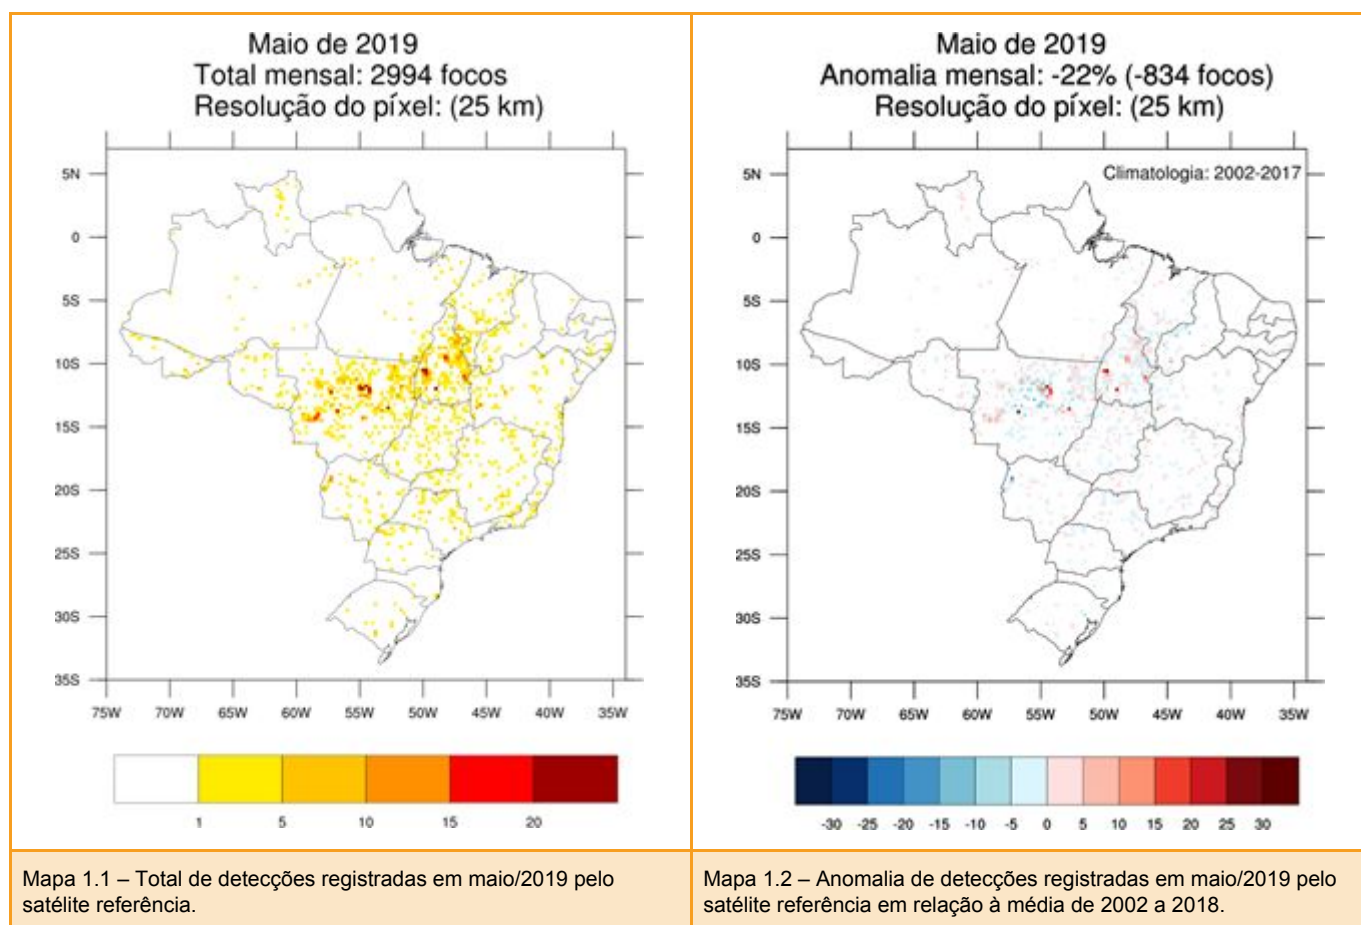 Maio de 2019
Total mensal: 2994 focos
Resolução do píxel: (25 km)
5N
0
5S
10S
15S
20S
25S
30S
35S
75W 70W 65W 60W 55W 50W 45W 40W 35W
1 5 10 15 20
Mapa 1.1 – Total de detecções registradas em maio/2019 pelo
satélite referência.
Maio de 2019
Anomalia mensal: -22% (-834 focos)
Resolução do píxel: (25 km)
Climatologia: 2002-2017
5N
0
5S
10S
15S
20S
25S
30S
35S
75W 70W 65W 60W 55W 50W 45W 40W 35W
-30 -25 -20 -15 -10 -5 0 5 10 15 20 25 30
Mapa 1.2 – Anomalia de detecções registradas em maio/2019 pelo
satélite referência em relação à média de 2002 a 2018.